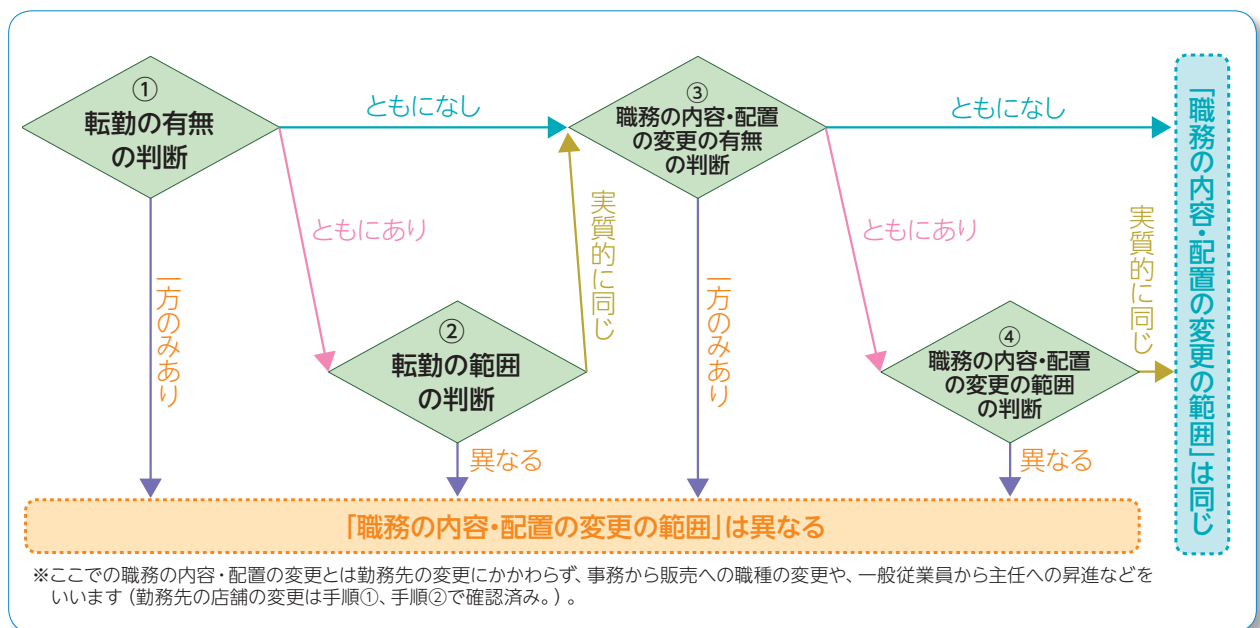 ①
転勤の有無
の判断
ともになし
ともにあり
一方のみあり
②
転勤の範囲
の判断
実質的に同じ
異なる
③
職務の内容・配置
の変更の有無
の判断
ともになし
ともにあり
一方のみあり
④
職務の内容・配置
の変更の範囲
の判断
実質的に同じ
異なる
「職務の内容・配置の変更の範囲」は同じ
「職務の内容・配置の変更の範囲」は異なる
※ここでの職務の内容・配置の変更とは勤務先の変更にかかわらず、事務から販売への職種の変更や、一般従業員から主任への昇進などを
いいます（勤務先の店舗の変更は手順①、手順②で確認済み。）。